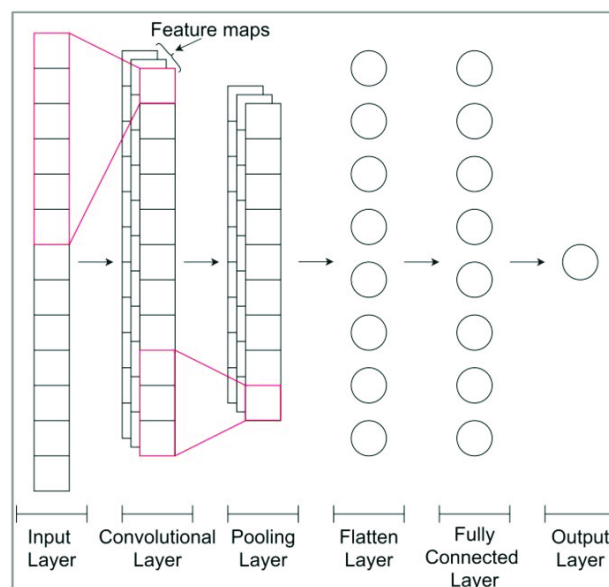 Feature maps
Input
Layer
Convolutional
Layer
Pooling
Layer
Flatten
Layer
Fully
Connected
Layer
Output
Layer